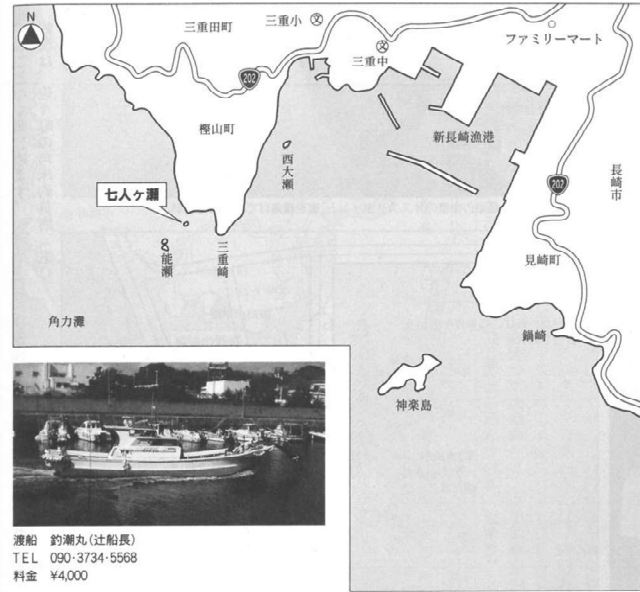 N
三重田町
三重小
文
三重中
文
ファミリーマート
202
樫山町
西大瀬
新長崎漁港
長崎市
202
七人ヶ瀬
能瀬
三重崎
見崎町
角力灘
鍋崎
神楽島
渡船 釣潮丸(辻船長)
TEL 090・3734・5568
料金 ¥4,000